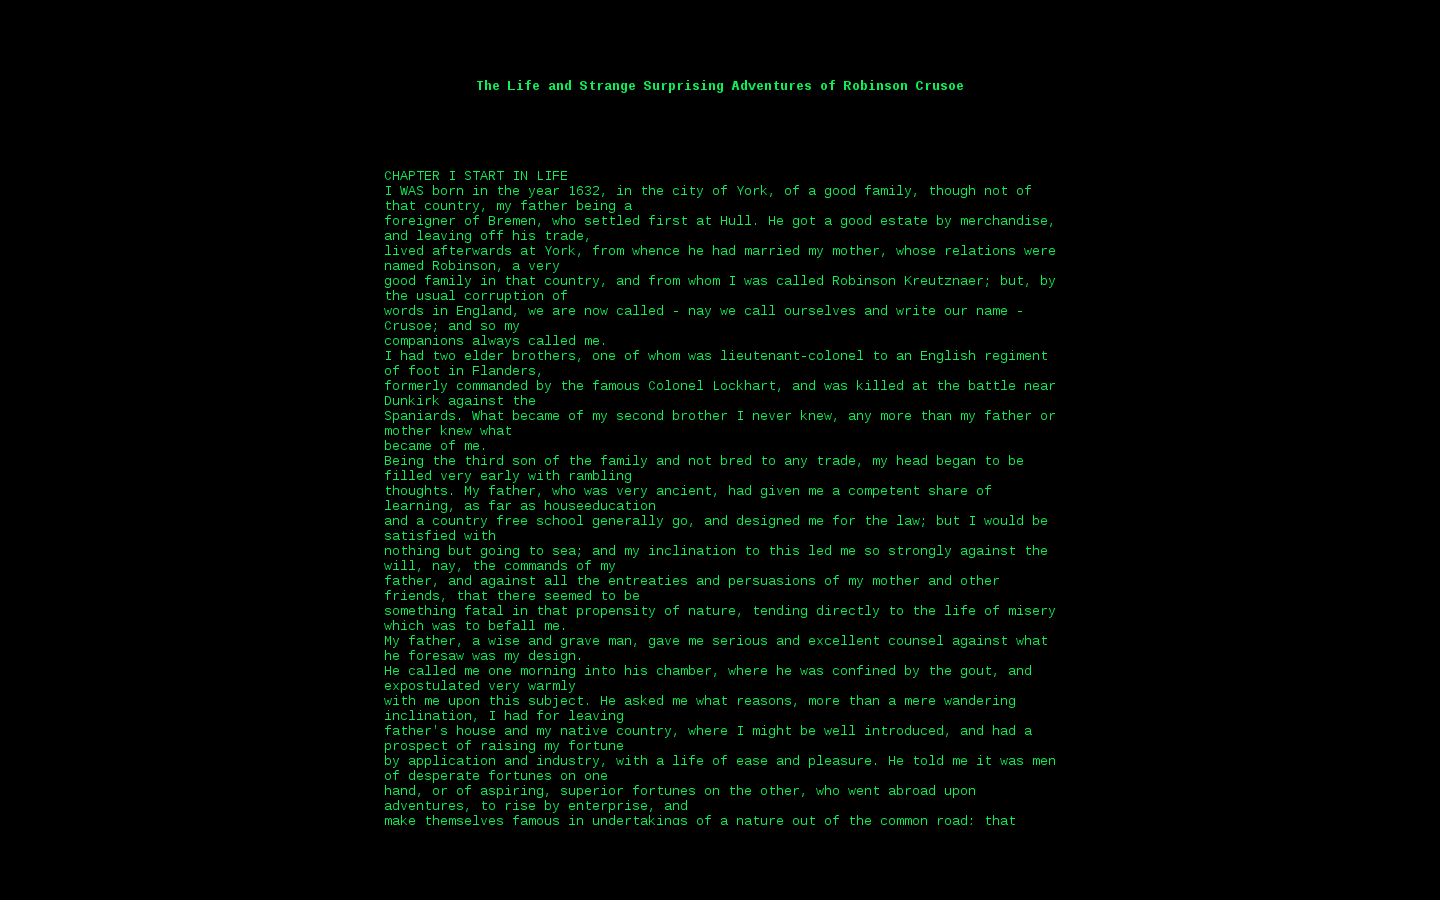 The Life and Strange Surprising Adventures of Robinson Crusoe
CHAPTER I START IN LIFE
I WAS born in the year 1632, in the city of York, of a good family, though not of
that country, my father being a
foreigner of Bremen, who settled first at Hull. He got a good estate by merchandise,
and leaving off his trade,
lived afterwards at York, from whence he had married my mother, whose relations were
named Robinson, a very
good family in that country, and from whom I was called Robinson Kreutznaer; but, by
the usual corruption of
words in England, we are now called - nay we call ourselves and write our name -
Crusoe; and so my
companions always called me.
I had two elder brothers, one of whom was lieutenant-colonel to an English regiment
of foot in Flanders,
formerly commanded by the famous Colonel Lockhart, and was killed at the battle near
Dunkirk against the
Spaniards. What became of my second brother I never knew, any more than my father or
mother knew what
became of me.
Being the third son of the family and not bred to any trade, my head began to be
filled very early with rambling
thoughts. My father, who was very ancient, had given me a competent share of
learning, as far as houseeducation
and a country free school generally go, and designed me for the law; but I would be
satisfied with
nothing but going to sea; and my inclination to this led me so strongly against the
will, nay, the commands of my
father, and against all the entreaties and persuasions of my mother and other
friends, that there seemed to be
something fatal in that propensity of nature, tending directly to the life of misery
which was to befall me.
My father, a wise and grave man, gave me serious and excellent counsel against what
he foresaw was my design.
He called me one morning into his chamber, where he was confined by the gout, and
expostulated very warmly
with me upon this subject. He asked me what reasons, more than a mere wandering
inclination, I had for leaving
father's house and my native country, where I might be well introduced, and had a
prospect of raising my fortune
by application and industry, with a life of ease and pleasure. He told me it was men
of desperate fortunes on one
hand, or of aspiring, superior fortunes on the other, who went abroad upon
adventures, to rise by enterprise, and
make themselves famous in undertakings of a nature out of the common road; that